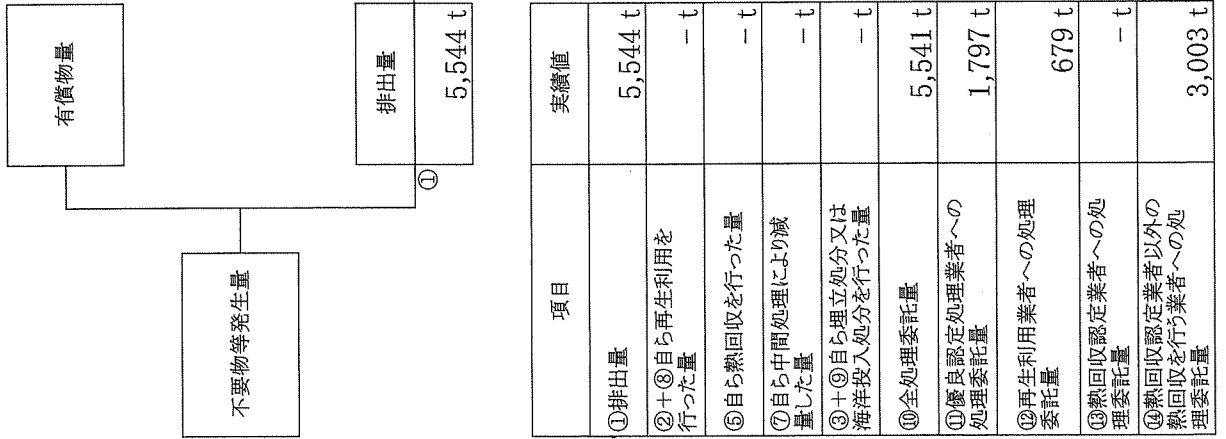 有償物量
不要物等発生量
排出量
① 5,544 t
項目 実績値
①排出量 5,544 t
②+⑧自ら再生利用を
行った量 － t
⑤自ら熱回収を行った量 － t
⑦自ら中間処理により減
量した量 － t
③+⑨自ら埋立処分又は
海洋投入処分を行った量 － t
⑩全処理委託量 5,541 t
⑪優良認定処理業者への
処理委託量 1,797 t
⑫再生利用業者への処理
委託量 679 t
⑬熱回収認定業者への処
理委託量 － t
⑭熱回収認定業者以外の
熱回収を行う業者への処
理委託量 3,003 t